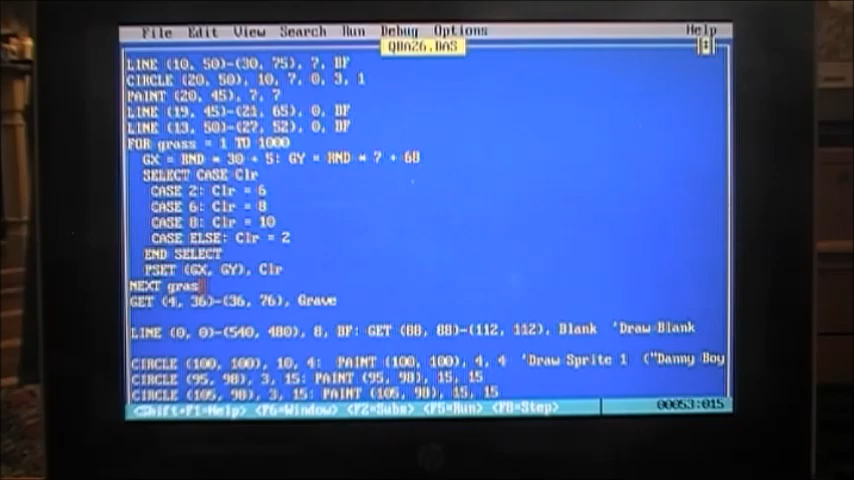 File Edit View Search Run Debug Options Help
QBA26.BAS
LINE (10, 50)-(30, 75), 7, BF
CIRCLE (20, 50), 10, 7, 0, 3, 1
PAINT (20, 45), 7, 7
LINE (19, 45)-(21, 65), 0, BF
LINE (13, 50)-(27, 52), 0, BF
FOR grass = 1 TO 1000
GX = RND * 30 + 5: GY = RND * 7 + 68
SELECT CASE Clr
CASE 2: Clr = 6
CASE 6: Clr = 8
CASE 8: Clr = 10
CASE ELSE: Clr = 2
END SELECT
PSET (GX, GY), Clr
NEXT gras
GET (4, 36)-(36, 76), Grave
LINE (0, 0)-(540, 480), 8, BF: GET (88, 88)-(112, 112), Blank 'Draw Blank
CIRCLE (100, 100), 10, 4: PAINT (100, 100), 4, 4 'Draw Sprite 1 ("Danny Boy
CIRCLE (95, 98), 3, 15: PAINT (95, 98), 15, 15
CIRCLE (105, 98), 3, 15: PAINT (105, 98), 15, 15
<Shift+F1=Help> <F6=Window> <F2=Subs> <F5=Run> <F8=Step> 00053:015